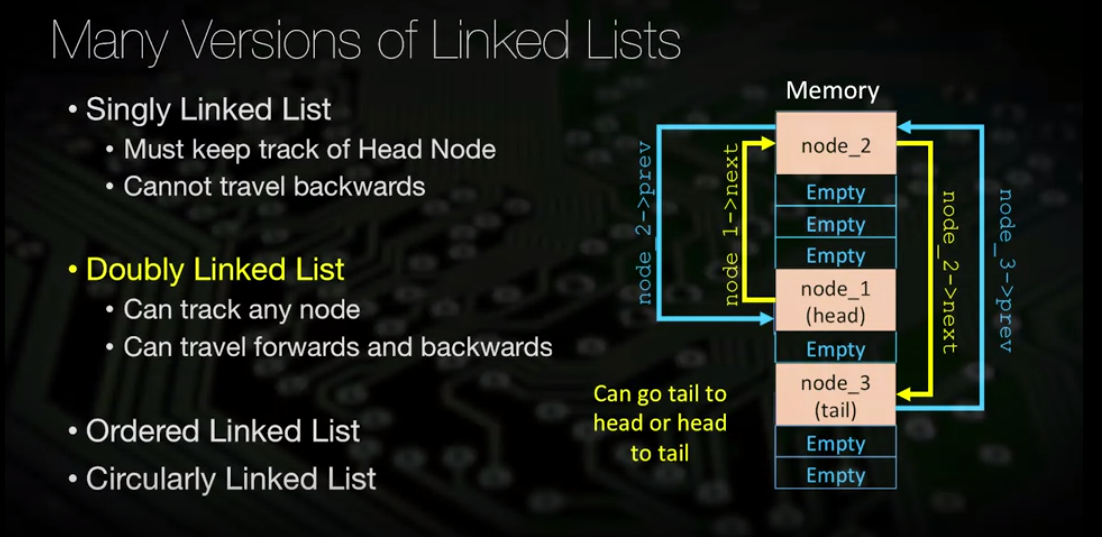 Many Versions of Linked Lists
• Singly Linked List
• Must keep track of Head Node
• Cannot travel backwards
• Doubly Linked List
• Can track any node
• Can travel forwards and backwards
• Ordered Linked List
• Circularly Linked List
Memory
node_2
Empty
Empty
Empty
node_1
(head)
Empty
node_3
(tail)
Empty
Empty
node_2->prev
node_1->next
node_2->next
node_3->prev
Can go tail to
head or head
to tail